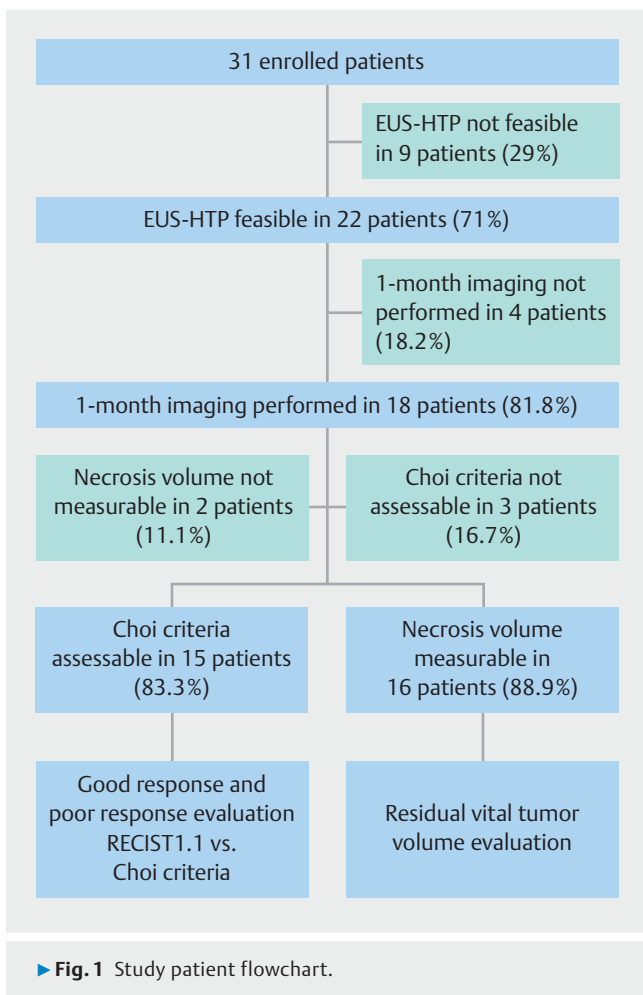 31 enrolled patients
EUS-HTP not feasible
in 9 patients (29%)
EUS-HTP feasible in 22 patients (71%)
1-month imaging not
performed in 4 patients
(18.2%)
1-month imaging performed in 18 patients (81.8%)
Necrosis volume not
measurable in 2 patients
(11.1%)
Choi criteria not
assessable in 3 patients
(16.7%)
Choi criteria
assessable in 15 patients
(83.3%)
Necrosis volume
measurable in
16 patients (88.9%)
Good response and
poor response evaluation
RECIST1.1 vs.
Choi criteria
Residual vital tumor
volume evaluation
▶ Fig. 1 Study patient flowchart.